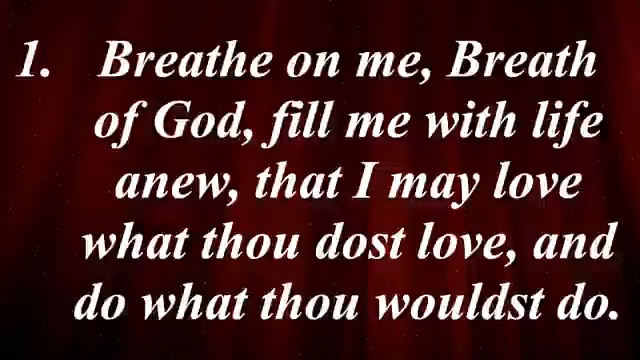 1. Breathe on me, Breath
of God, fill me with life
anew, that I may love
what thou dost love, and
do what thou wouldst do.